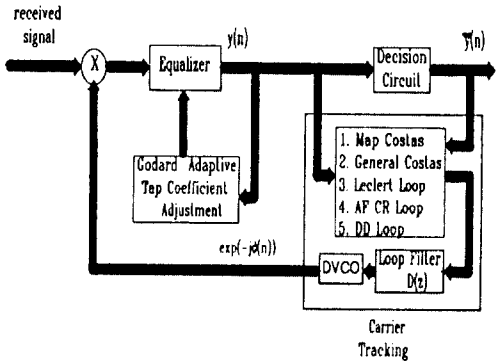 received
signal
X
Equalizer
y(n)
Decision
Circuit
y̅(n)
Godard Adaptive
Tap Coefficient
Adjustment
1. Map Costas
2. General Costas
3. Leclert Loop
4. AF CR Loop
5. DD Loop
exp(-jϕ(n))
DVCO
Loop Filter
D(z)
Carrier
Tracking